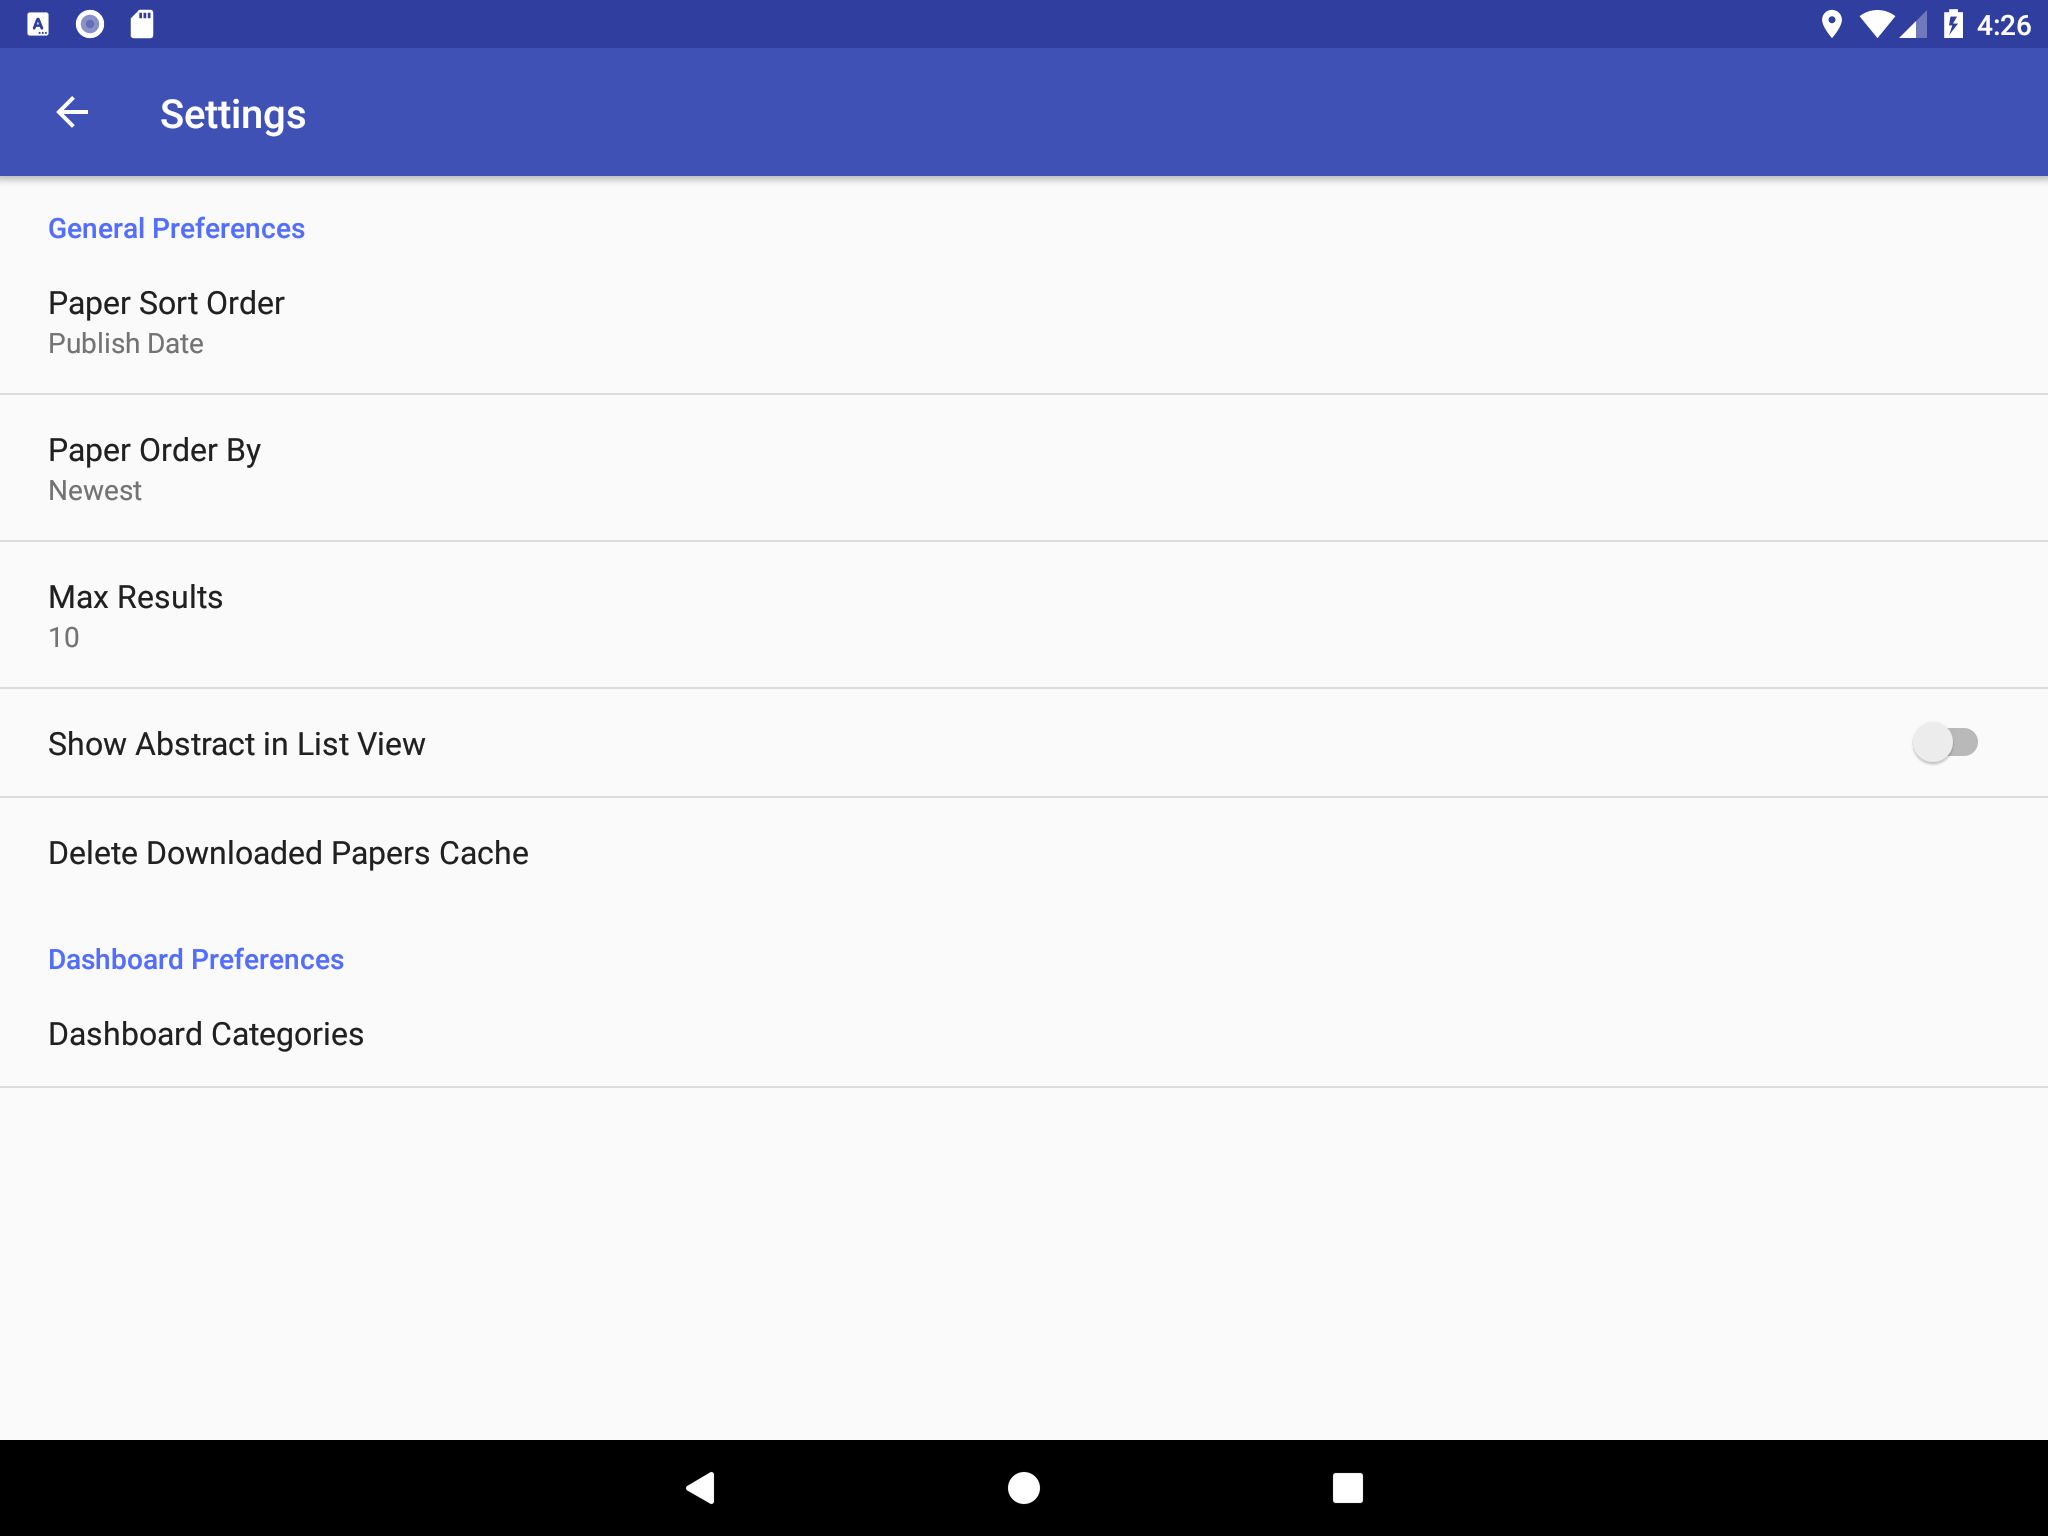 4:26
Settings
General Preferences
Paper Sort Order
Publish Date
Paper Order By
Newest
Max Results
10
Show Abstract in List View
Delete Downloaded Papers Cache
Dashboard Preferences
Dashboard Categories